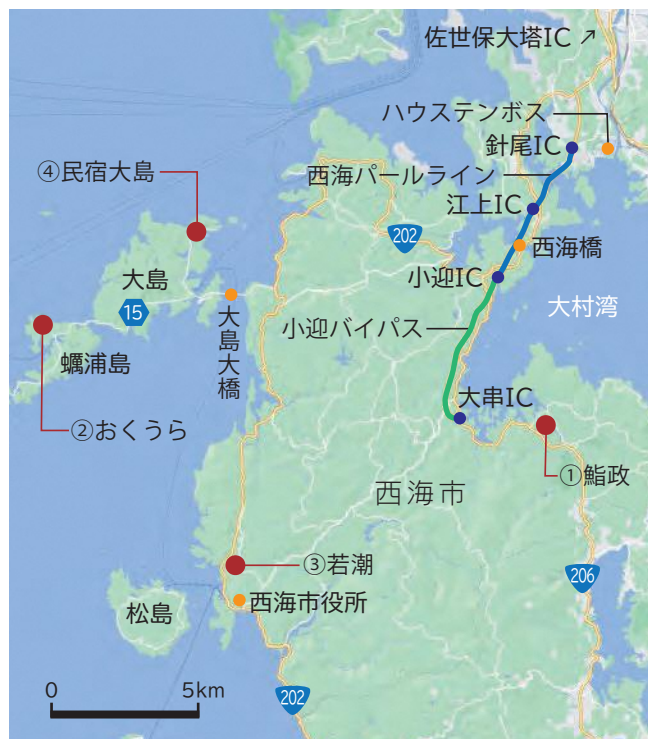 佐世保大塔IC↗
ハウステンボス
針尾IC
④民宿大島
西海パールライン
江上IC
202
西海橋
大島
小迎IC
15
大村湾
大島大橋
小迎バイパス
蠣浦島
大串IC
②おくうら
①鮨政
西海市
③若潮
206
西海市役所
松島
0 5km
202